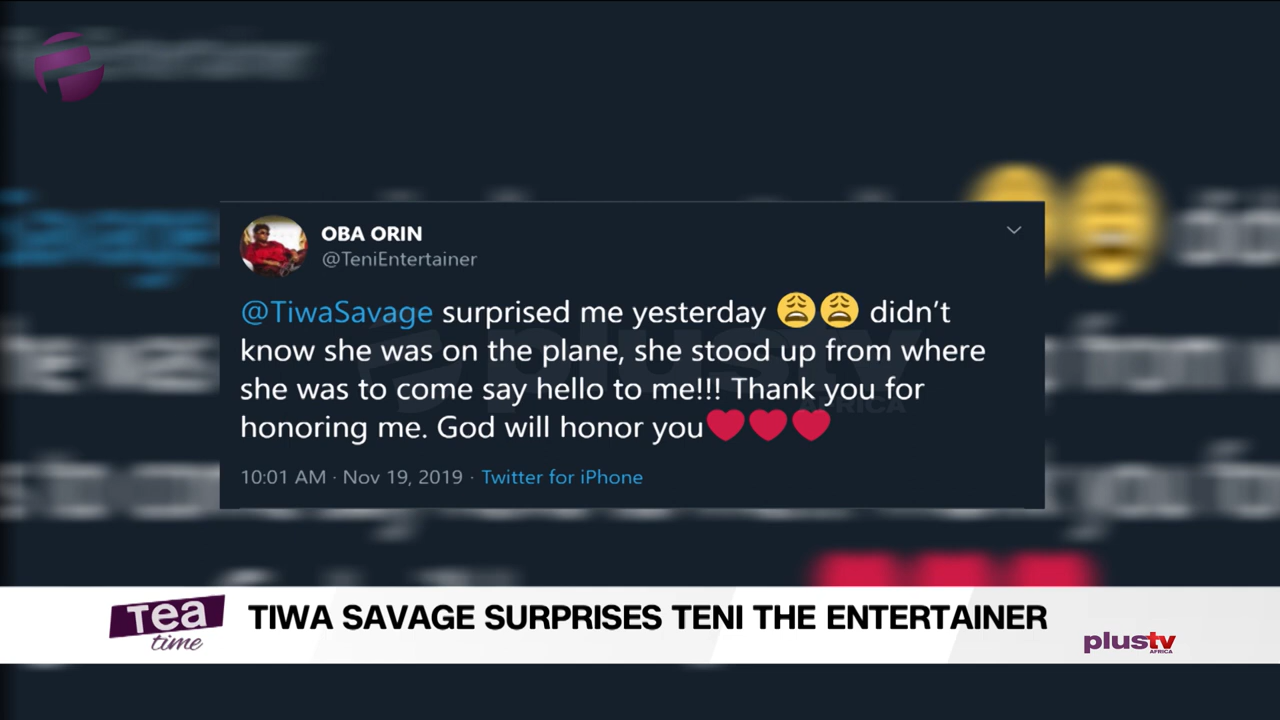 OBA ORIN
@TeniEntertainer
@TiwaSavage surprised me yesterday 😩😩 didn’t
know she was on the plane, she stood up from where
she was to come say hello to me!!! Thank you for
honoring me. God will honor you❤❤❤
10:01 AM · Nov 19, 2019 · Twitter for iPhone
plustv
AFRICA
Tea
time
TIWA SAVAGE SURPRISES TENI THE ENTERTAINER
plustv
AFRICA